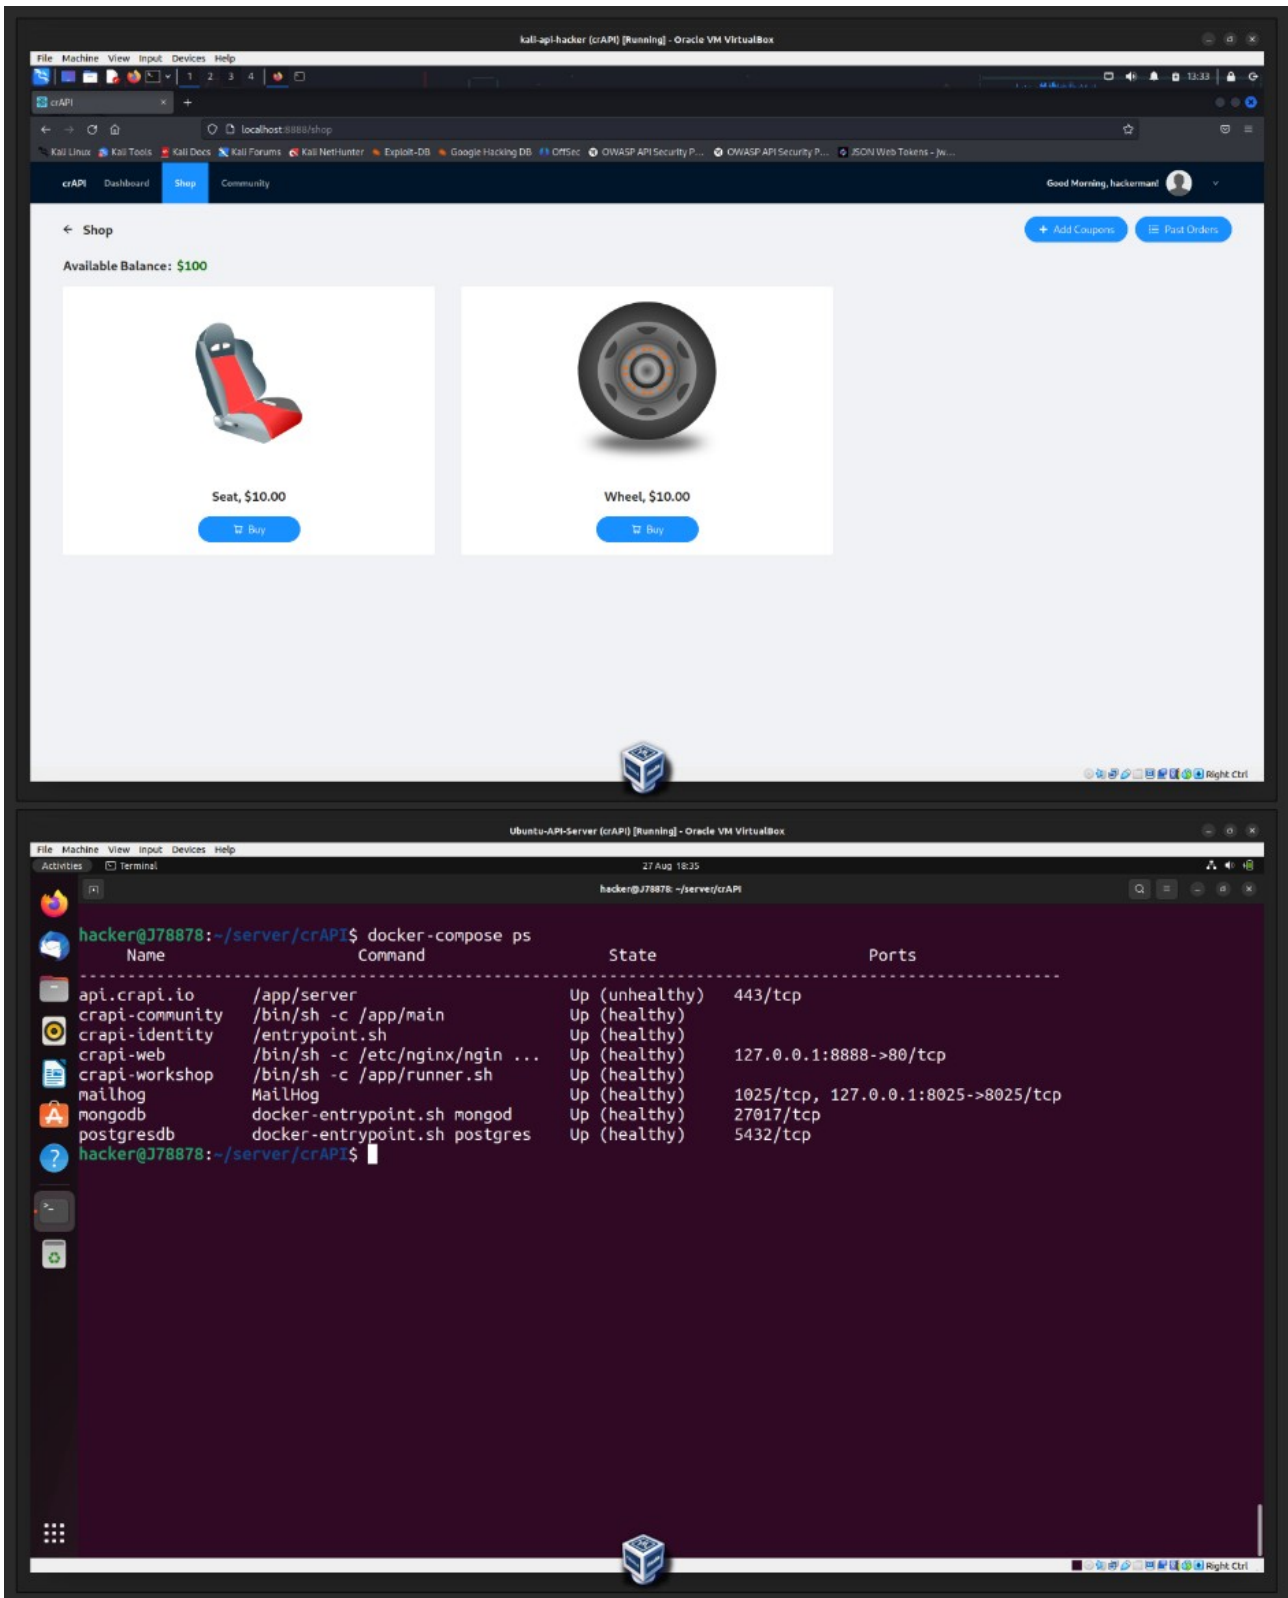 kali-api-hacker (crAPI) [Running] - Oracle VM VirtualBox
File Machine View Input Devices Help
1 2 3 4 13:33
crAPI
localhost:8888/shop
Kali Linux Kali Tools Kali Docs Kali Forums Kali NetHunter Exploit-DB Google Hacking DB OffSec OWASP API Security P... OWASP API Security P... JSON Web Tokens - jw...
crAPI Dashboard Shop Community Good Morning, hackerman!
Shop + Add Coupons Past Orders
Available Balance: $100
Seat, $10.00 Wheel, $10.00
Buy Buy
Right Ctrl
Ubuntu-API-Server (crAPI) [Running] - Oracle VM VirtualBox
File Machine View Input Devices Help
Activities Terminal 27 Aug 18:35
hacker@J78878: ~/server/crAPI
hacker@J78878:~/server/crAPI$ docker-compose ps
Name Command State Ports
--------------------------------------------------------------------------------
api.crapi.io /app/server Up (unhealthy) 443/tcp
crapi-community /bin/sh -c /app/main Up (healthy)
crapi-identity /entrypoint.sh Up (healthy)
crapi-web /bin/sh -c /etc/nginx/ngin ... Up (healthy) 127.0.0.1:8888->80/tcp
crapi-workshop /bin/sh -c /app/runner.sh Up (healthy)
mailhog MailHog Up (healthy) 1025/tcp, 127.0.0.1:8025->8025/tcp
mongodb docker-entrypoint.sh mongod Up (healthy) 27017/tcp
postgresdb docker-entrypoint.sh postgres Up (healthy) 5432/tcp
hacker@J78878:~/server/crAPI$
Right Ctrl